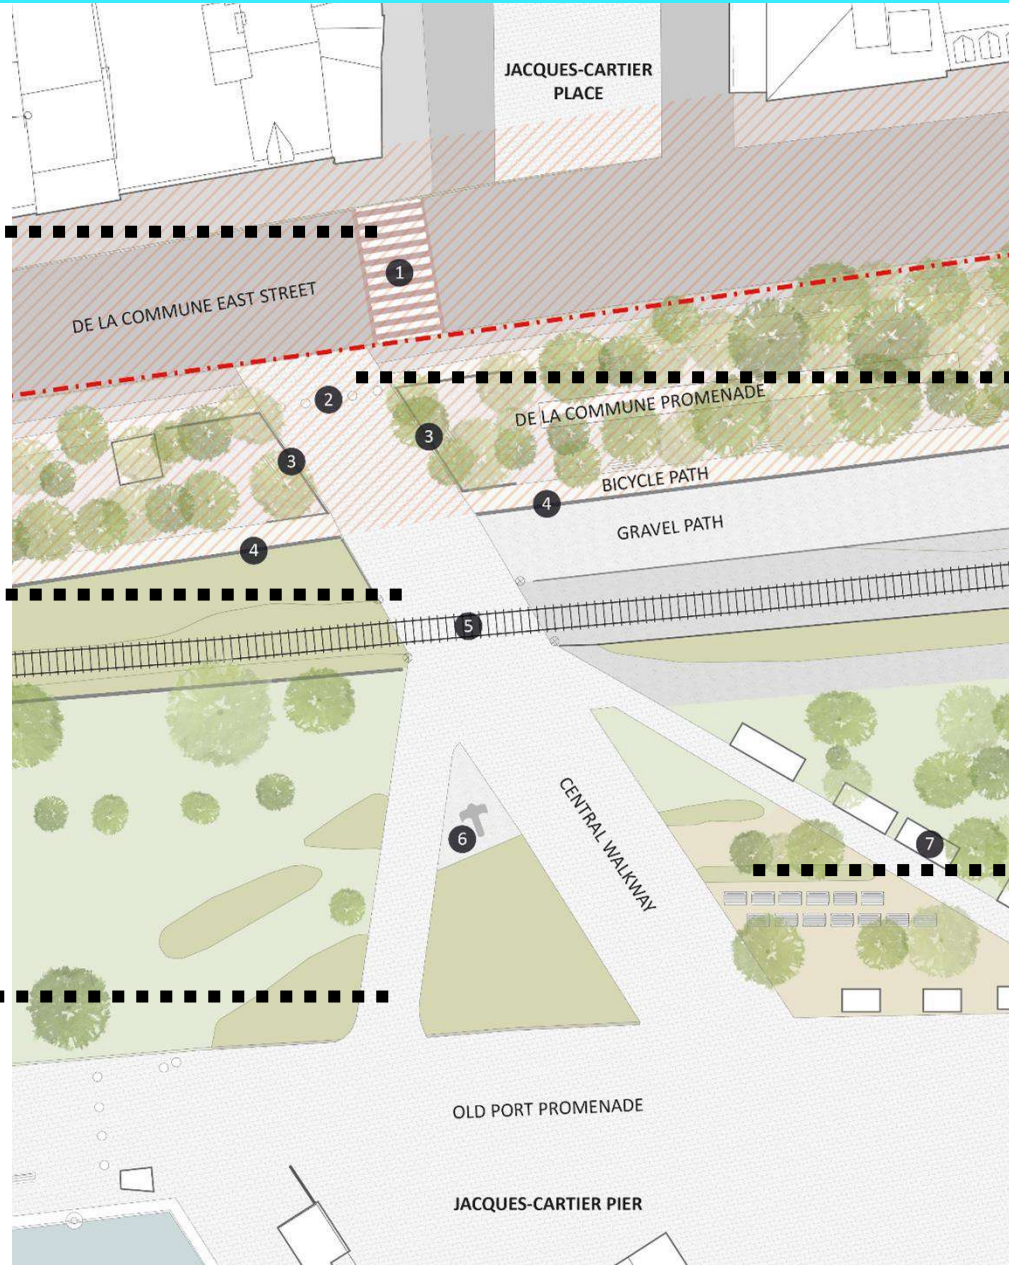 JACQUES-CARTIER
PLACE
1
DE LA COMMUNE EAST STREET
2
DE LA COMMUNE PROMENADE
3
3
BICYCLE PATH
4
GRAVEL PATH
4
5
CENTRAL WALKWAY
6
7
OLD PORT PROMENADE
JACQUES-CARTIER PIER